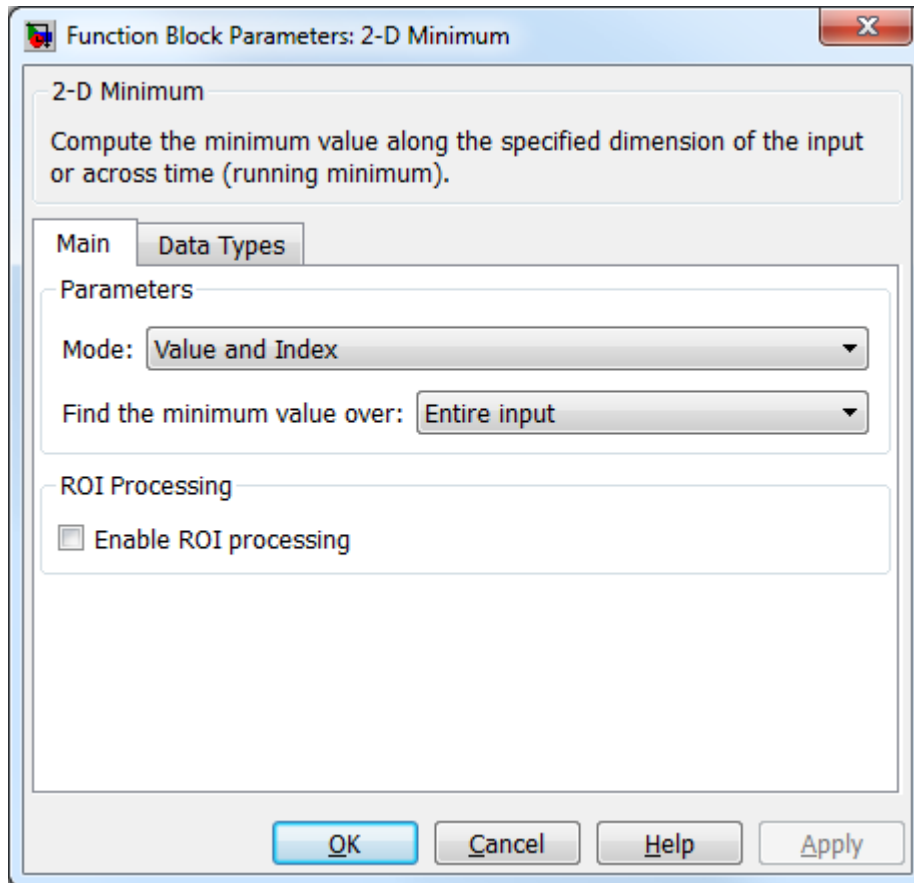 Function Block Parameters: 2-D Minimum
2-D Minimum
Compute the minimum value along the specified dimension of the input
or across time (running minimum).
Main
Data Types
Parameters
Mode: Value and Index
Find the minimum value over: Entire input
ROI Processing
Enable ROI processing
OK
Cancel
Help
Apply